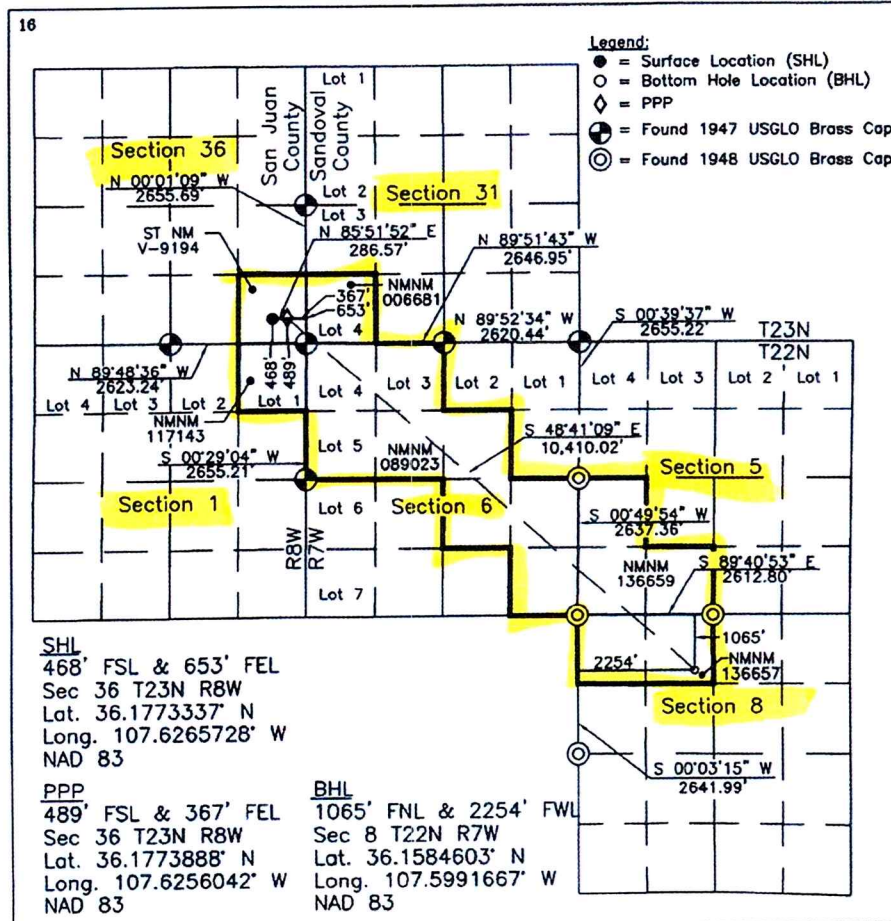 16
Legend:
● = Surface Location (SHL)
○ = Bottom Hole Location (BHL)
◊ = PPP
= Found 1947 USGLO Brass Cap
= Found 1948 USGLO Brass Cap
Lot 1
San Juan
County
Sandoval
County
Section 36
N 00°01'09" W
2655.69'
Lot 2
Lot 3
Section 31
N 85°51'52" E
286.57'
N 89°51'43" W
2646.95'
ST NM
V-9194
NMNM
006681
367'
653'
Lot 4
N 89°52'34" W
2620.44'
S 00°39'37" W
2655.22'
T23N
T22N
N 89°48'36" W
2623.24'
468'
489'
Lot 4
Lot 3
Lot 2
Lot 1
Lot 4
Lot 3
Lot 2
Lot 1
Lot 4
Lot 3
Lot 2
Lot 1
NMNM
117143
S 48°41'09" E
10,410.02'
Lot 5
NMNM
089023
S 00°29'04" W
2655.21'
Section 5
Section 1
Lot 6
Section 6
S 00°49'54" W
2637.36'
R8W
R7W
NMNM
136659
S 89°40'53" E
2612.80'
Lot 7
1065'
2254'
NMNM
136657
Section 8
S 00°03'15" W
2641.99'
SHL
468' FSL & 653' FEL
Sec 36 T23N R8W
Lat. 36.1773337° N
Long. 107.6265728° W
NAD 83
PPP
489' FSL & 367' FEL
Sec 36 T23N R8W
Lat. 36.1773888° N
Long. 107.6256042° W
NAD 83
BHL
1065' FNL & 2254' FWL
Sec 8 T22N R7W
Lat. 36.1584603° N
Long. 107.5991667° W
NAD 83